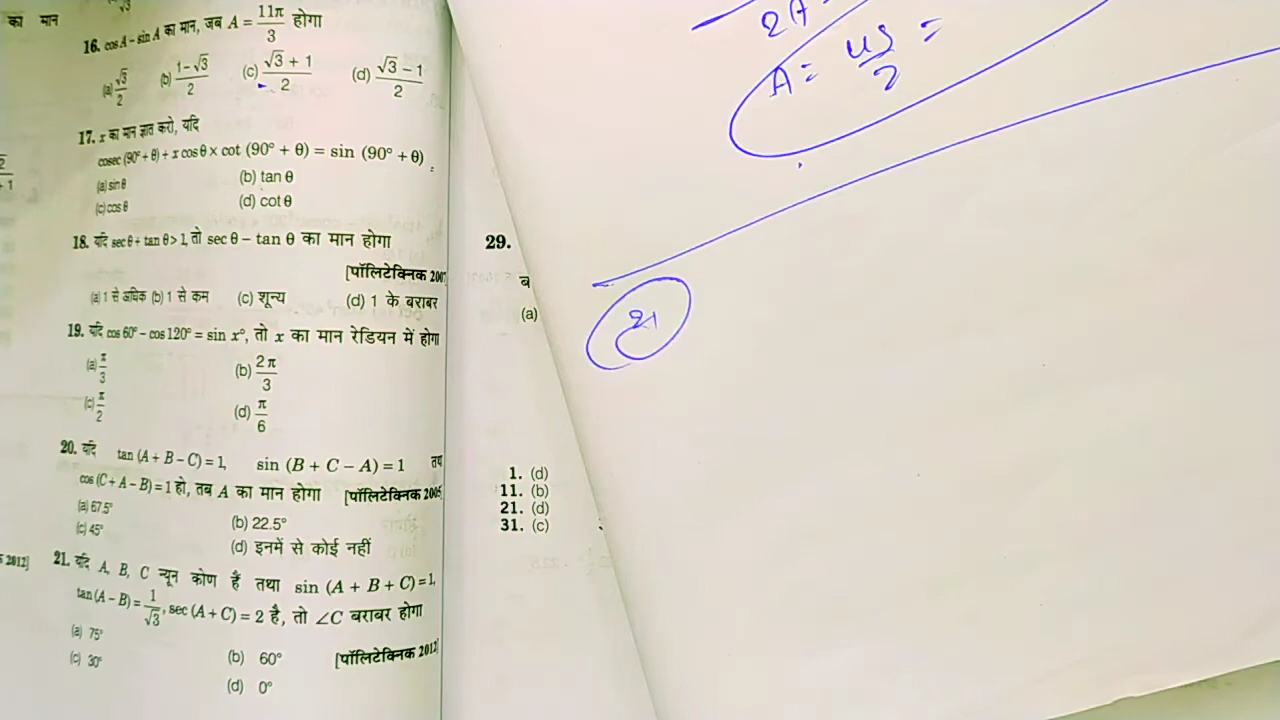 का मान
16. cosA – sin A का मान, जब A = 11π/3 होगा
(a) √3/2 (b) 1−√3/2 (c) √3 + 1/2 (d) √3 − 1/2
17. x का मान ज्ञात करो, यदि
cosec (90° + θ) + x cos θ × cot (90° + θ) = sin (90° + θ)
(a) sin θ (b) tan θ
(c) cos θ (d) cot θ
18. यदि sec θ + tan θ > 1, तो sec θ − tan θ का मान होगा
[पॉलिटेक्निक 2007
(a) 1 से अधिक (b) 1 से कम (c) शून्य (d) 1 के बराबर
19. यदि cos 60° − cos 120° = sin x°, तो x का मान रेडियन में होगा
(a) π/3 (b) 2π/3
(c) π/2 (d) π/6
20. यदि tan (A + B − C) = 1, sin (B + C − A) = 1
cos (C + A − B) = 1 हो, तब A का मान होगा [पॉलिटेक्निक 2005
(a) 67.5° (b) 22.5°
(c) 45° (d) इनमें से कोई नहीं
21. यदि A, B, C न्यून कोण हैं तथा sin (A + B + C) = 1,
tan (A − B) = 1/√3, sec (A + C) = 2 है, तो ∠C बराबर होगा
(a) 75° (b) 60° [पॉलिटेक्निक 2012]
(c) 30° (d) 0°
2012]
29.
ब
(a)
1. (d)
11. (b)
21. (d)
31. (c)
2A =
A = 45/2 =
21